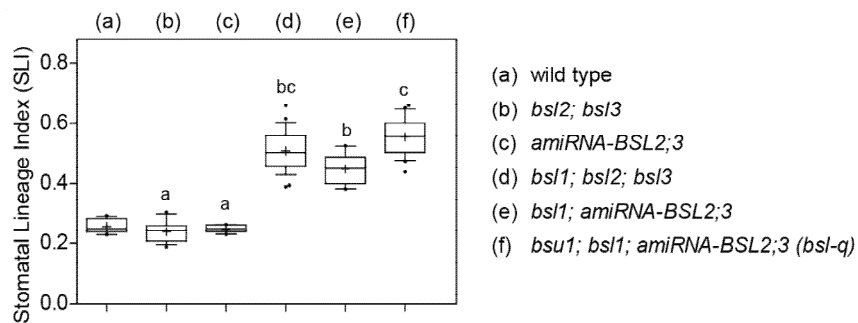 (a) (b) (c) (d) (e) (f)
Stomatal Lineage Index (SLI)
0.8
0.6
0.4
0.2
0.0
a a bc b c
(a) wild type
(b) bsl2; bsl3
(c) amiRNA-BSL2;3
(d) bsl1; bsl2; bsl3
(e) bsl1; amiRNA-BSL2;3
(f) bsu1; bsl1; amiRNA-BSL2;3 (bsl-q)